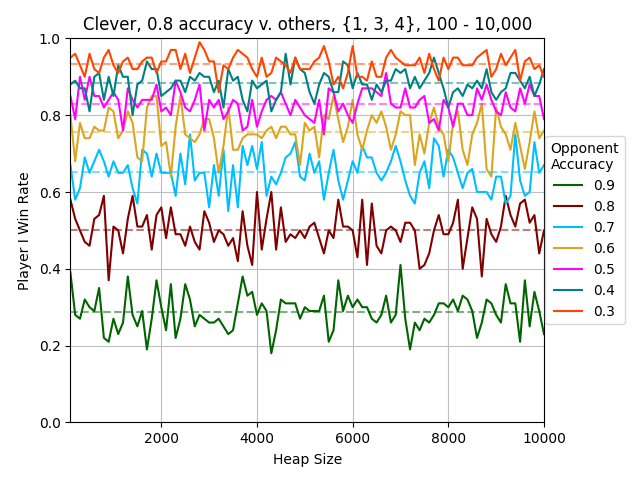 Clever, 0.8 accuracy v. others, {1, 3, 4}, 100 - 10,000
Player I Win Rate
1.0
0.8
0.6
0.4
0.2
0.0
2000 4000 6000 8000 10000
Heap Size
Opponent
Accuracy
0.9
0.8
0.7
0.6
0.5
0.4
0.3